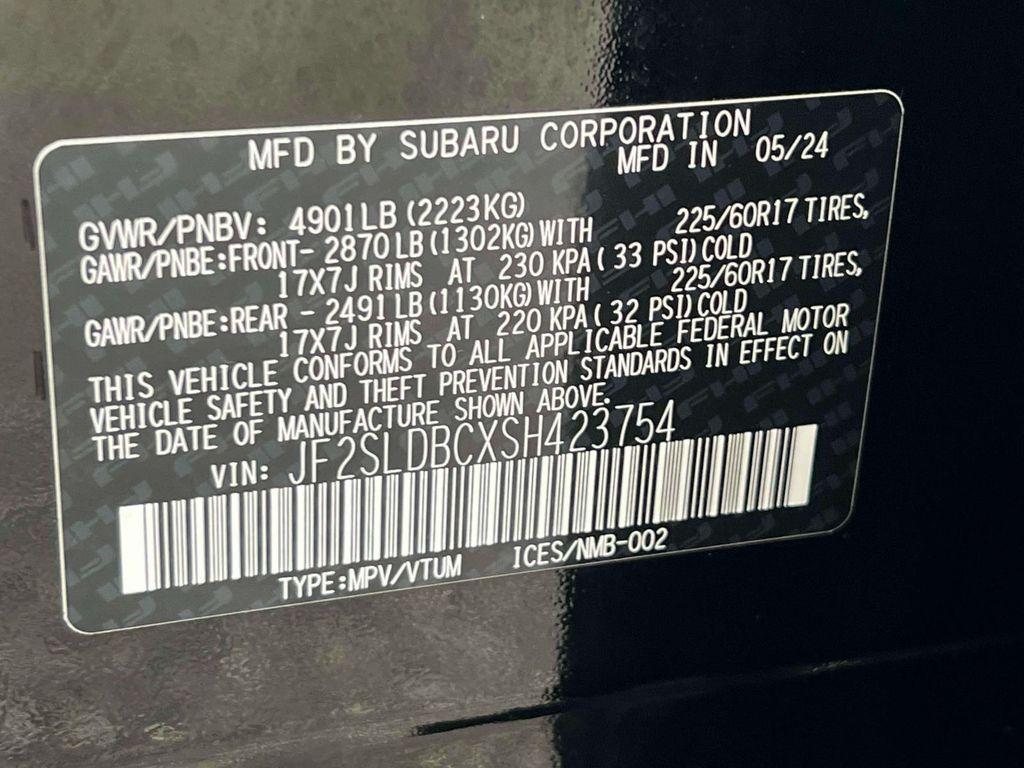 MFD BY SUBARU CORPORATION
MFD IN 05/24
GVWR/PNBV: 4901LB (2223KG)
GAWR/PNBE:FRONT- 2870LB (1302KG) WITH 225/60R17 TIRES,
17X7J RIMS AT 230 KPA ( 33 PSI) COLD
GAWR/PNBE:REAR - 2491LB (1130KG) WITH 225/60R17 TIRES,
17X7J RIMS AT 220 KPA ( 32 PSI) COLD
THIS VEHICLE CONFORMS TO ALL APPLICABLE FEDERAL MOTOR
VEHICLE SAFETY AND THEFT PREVENTION STANDARDS IN EFFECT ON
THE DATE OF MANUFACTURE SHOWN ABOVE.
VIN: JF2SLDBCXSH423754
TYPE:MPV/VTUM ICES/NMB-002